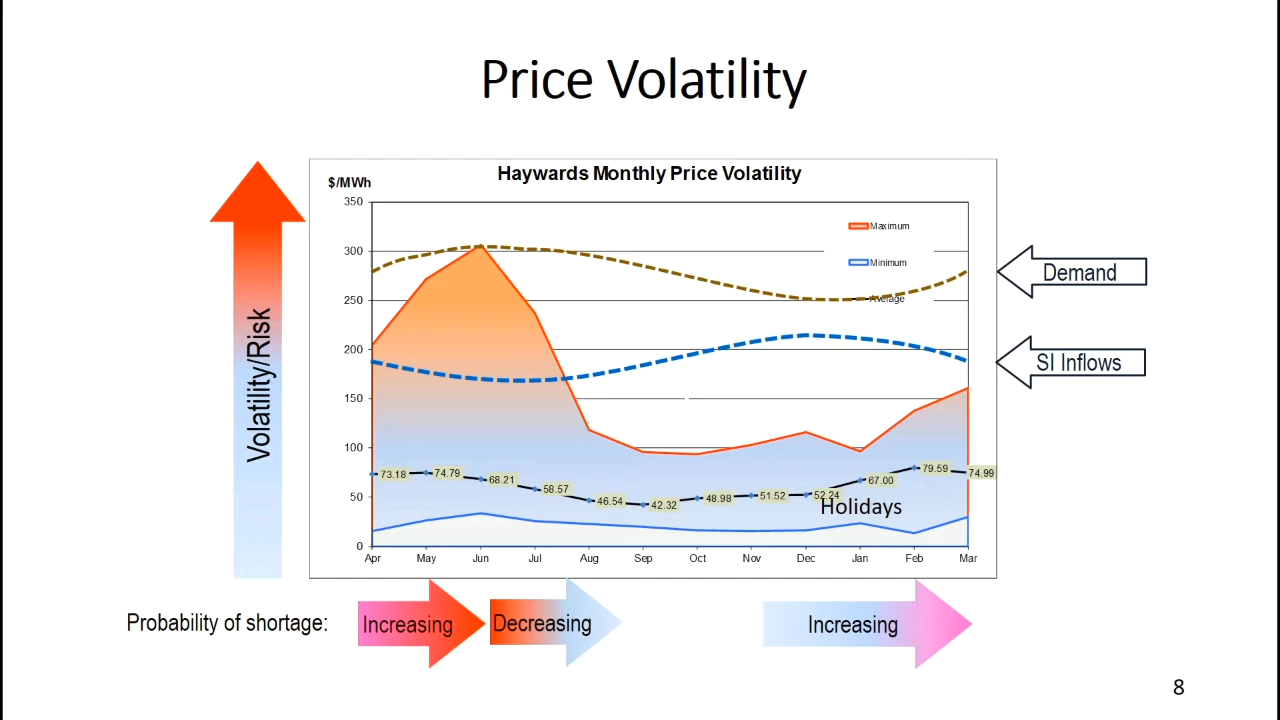 Price Volatility
Haywards Monthly Price Volatility
$/MWh
350
300
250
200
150
100
50
0
Maximum
Minimum
Average
73.18
74.79
68.21
58.57
46.54
42.32
48.98
51.52
52.24
67.00
79.59
74.99
Holidays
Apr May Jun Jul Aug Sep Oct Nov Dec Jan Feb Mar
Volatility/Risk
Demand
SI Inflows
Probability of shortage: Increasing Decreasing Increasing
8